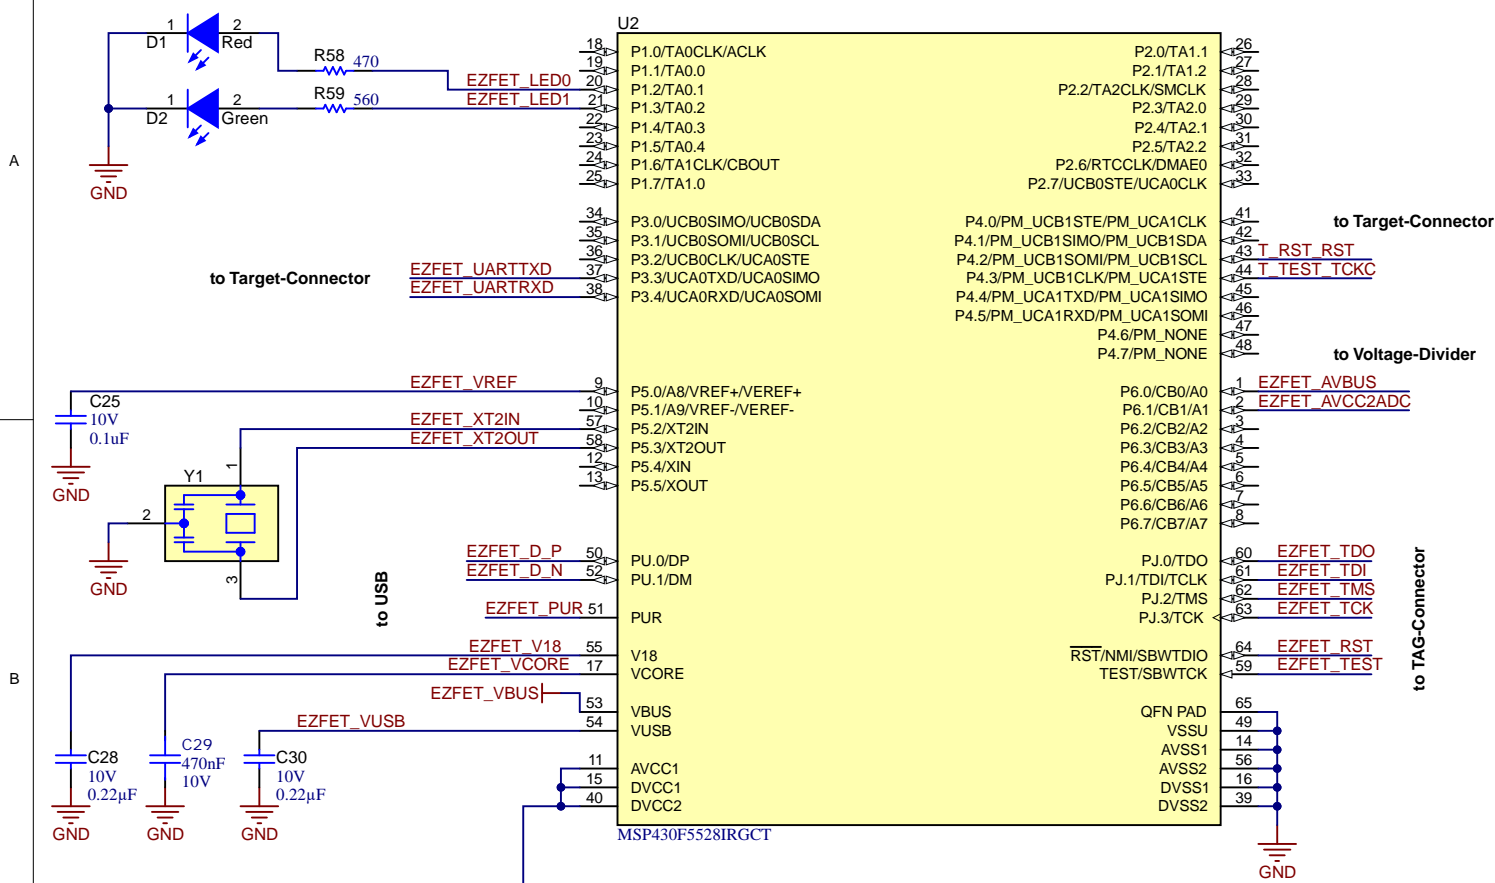 U2
1 2
D1 Red
R58 470
EZFET_LED0
R59 560
EZFET_LED1
1 2
D2 Green
GND
A
18 P1.0/TA0CLK/ACLK
19 P1.1/TA0.0
20 P1.2/TA0.1
21 P1.3/TA0.2
22 P1.4/TA0.3
23 P1.5/TA0.4
24 P1.6/TA1CLK/CBOUT
25 P1.7/TA1.0
P2.0/TA1.1 26
P2.1/TA1.2 27
P2.2/TA2CLK/SMCLK 28
P2.3/TA2.0 29
P2.4/TA2.1 30
P2.5/TA2.2 31
P2.6/RTCCLK/DMAE0 32
P2.7/UCB0STE/UCA0CLK 33
34 P3.0/UCB0SIMO/UCB0SDA
35 P3.1/UCB0SOMI/UCB0SCL
36 P3.2/UCB0CLK/UCA0STE
to Target-Connector
EZFET_UARTTXD 37 P3.3/UCA0TXD/UCA0SIMO
EZFET_UARTRXD 38 P3.4/UCA0RXD/UCA0SOMI
P4.0/PM_UCB1STE/PM_UCA1CLK 41
to Target-Connector
P4.1/PM_UCB1SIMO/PM_UCB1SDA 42
P4.2/PM_UCB1SOMI/PM_UCB1SCL 43 T_RST_RST
P4.3/PM_UCB1CLK/PM_UCA1STE 44 T_TEST_TCKC
P4.4/PM_UCA1TXD/PM_UCA1SIMO 45
P4.5/PM_UCA1RXD/PM_UCA1SOMI 46
P4.6/PM_NONE 47
P4.7/PM_NONE 48
to Voltage-Divider
EZFET_VREF 9 P5.0/A8/VREF+/VEREF+
10 P5.1/A9/VREF-/VEREF-
EZFET_XT2IN 57 P5.2/XT2IN
EZFET_XT2OUT 58 P5.3/XT2OUT
12 P5.4/XIN
13 P5.5/XOUT
C25
10V
0.1uF
GND
Y1
1
2
3
GND
P6.0/CB0/A0 1 EZFET_AVBUS
P6.1/CB1/A1 2 EZFET_AVCC2ADC
P6.2/CB2/A2 3
P6.3/CB3/A3 4
P6.4/CB4/A4 5
P6.5/CB5/A5 6
P6.6/CB6/A6 7
P6.7/CB7/A7 8
to USB
EZFET_D_P 50 PU.0/DP
EZFET_D_N 52 PU.1/DM
EZFET_PUR 51 PUR
PJ.0/TDO 60 EZFET_TDO
PJ.1/TDI/TCLK 61 EZFET_TDI
PJ.2/TMS 62 EZFET_TMS
PJ.3/TCK 63 EZFET_TCK
to TAG-Connector
B
EZFET_V18 55 V18
EZFET_VCORE 17 VCORE
RST/NMI/SBWTDIO 64 EZFET_RST
TEST/SBWTCK 59 EZFET_TEST
EZFET_VBUS 53 VBUS
EZFET_VUSB 54 VUSB
11 AVCC1
15 DVCC1
40 DVCC2
QFN PAD 65
VSSU 49
AVSS1 14
AVSS2 56
DVSS1 16
DVSS2 39
C28
10V
0.22µF
GND
C29
470nF
10V
GND
C30
10V
0.22µF
GND
MSP430F5528IRGCT
GND